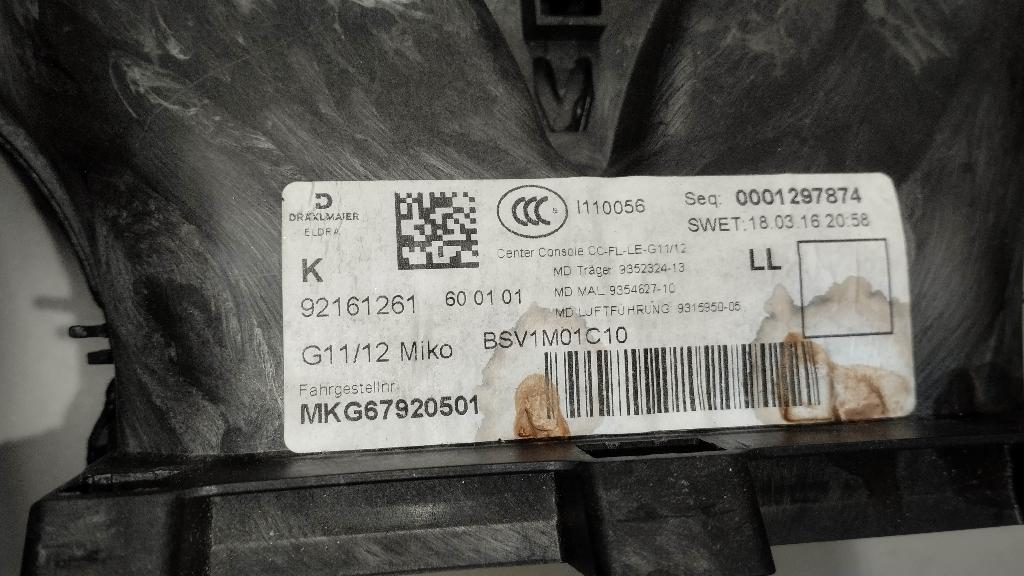 D
DRÄXLMAIER
ELDRA
CCC
I110056
Seq: 0001297874
SWET:18.03.16 20:58
Center Console CC-FL-LE-G11/12
K
MD Träger 9352324-13
LL
92161261 60 01 01
MD MAL 9354627-10
MD LUFTFÜHRUNG 9315950-05
G11/12 Miko
BSV1M01C10
Fahrgestellnr.
MKG67920501